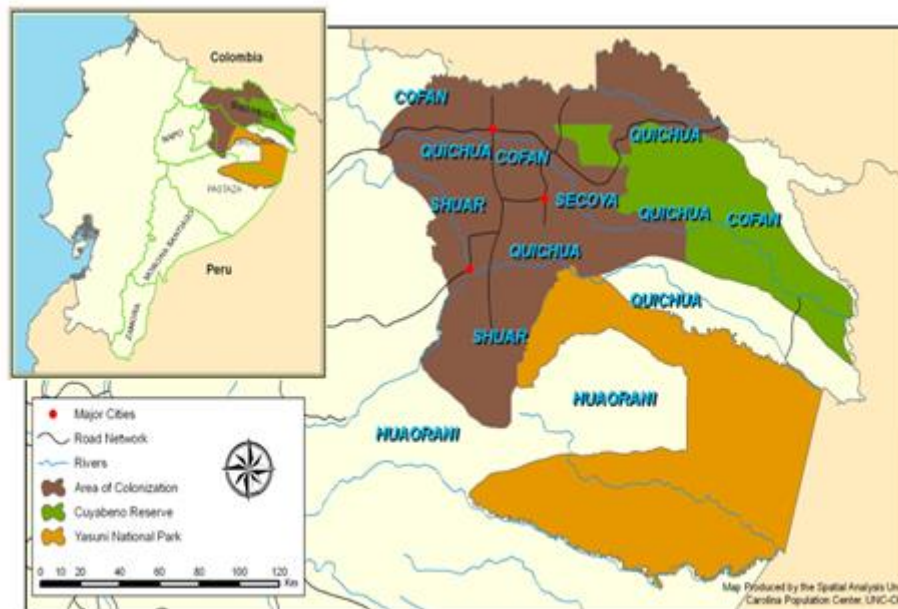 Colombia
NAPO
PASTAZA
MORONA SANTIAGO
Peru
ZAMORA
COFAN
QUICHUA
QUICHUA
COFAN
SHUAR
SECOYA
QUICHUA
COFAN
QUICHUA
QUICHUA
SHUAR
HUAORANI
HUAORANI
Major Cities
Road Network
Rivers
Area of Colonization
Cuyabeno Reserve
Yasuni National Park
0 10 20 40 60 80 100 120
Km
Map Produced by the Spatial Analysis
Carolina Population Center,